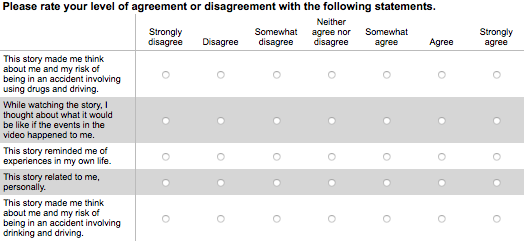 Please rate your level of agreement or disagreement with the following statements.
Strongly disagree
Disagree
Somewhat disagree
Neither agree nor disagree
Somewhat agree
Agree
Strongly agree
This story made me think
about me and my risk of
being in an accident involving
using drugs and driving.
While watching the story, I
thought about what it would
be like if the events in the
video happened to me.
This story reminded me of
experiences in my own life.
This story related to me,
personally.
This story made me think
about me and my risk of
being in an accident involving
drinking and driving.